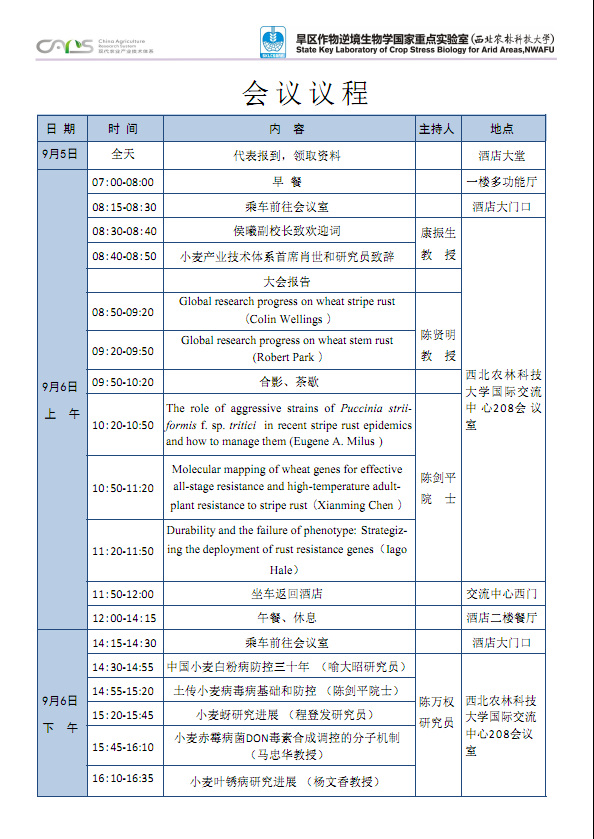 CARS China Agriculture Research System
现代农业产业技术体系
旱区作物逆境生物学国家重点实验室(西北农林科技大学)
State Key Laboratory of Crop Stress Biology for Arid Areas,NWAFU
会议议程
日 期 时 间 内 容 主持人 地点
9月5日 全天 代表报到，领取资料 酒店大堂
9月6日
上 午
07:00-08:00 早 餐 一楼多功能厅
08:15-08:30 乘车前往会议室 酒店大门口
08:30-08:40 侯曦副校长致欢迎词
康振生
教 授
08:40-08:50 小麦产业技术体系首席肖世和研究员致辞
大会报告
08:50-09:20 Global research progress on wheat stripe rust
（Colin Wellings ）
09:20-09:50 Global research progress on wheat stem rust
(Robert Park ）
陈贤明
教 授
09:50-10:20 合影、茶歇
西北农林科技
大学国际交流
中 心208会 议
室
10:20-10:50 The role of aggressive strains of Puccinia strii-
formis f. sp. tritici in recent stripe rust epidemics
and how to manage them (Eugene A. Milus ）
10:50-11:20 Molecular mapping of wheat genes for effective
all-stage resistance and high-temperature adult-
plant resistance to stripe rust（Xianming Chen ）
陈剑平
院 士
11:20-11:50 Durability and the failure of phenotype: Strategiz-
ing the deployment of rust resistance genes（Iago
Hale）
11:50-12:00 坐车返回酒店 交流中心西门
12:00-14:15 午餐、休息 酒店二楼餐厅
9月6日
下 午
14:15-14:30 乘车前往会议室 酒店大门口
14:30-14:55 中国小麦白粉病防控三十年 （喻大昭研究员）
14:55-15:20 土传小麦病毒病基础和防控 （陈剑平院士）
15:20-15:45 小麦蚜研究进展 （程登发研究员）
陈万权
研究员
西北农林科技
大学国际交流
中心208会议
室
15:45-16:10 小麦赤霉病菌DON毒素合成调控的分子机制
（马忠华教授）
16:10-16:35 小麦叶锈病研究进展 （杨文香教授）